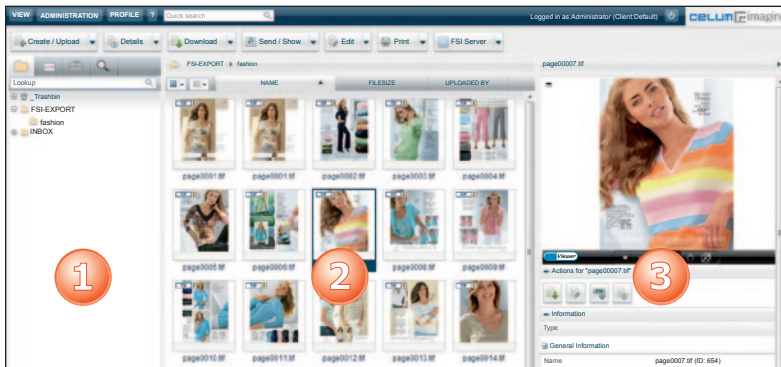 VIEW ADMINISTRATION PROFILE ? Quick search Logged in as:Administrator (Client:Default) CELUM imagin
Create / Upload Details Download Send / Show Edit Print FSI Server
FSI-EXPORT fashion page00007.tif
Lookup NAME FILESIZE UPLOADED BY
_Trashbin
FSI-EXPORT
fashion
INBOX
page0001.tif page0001.tif page0002.tif page0003.tif page0004.tif
page0005.tif page0006.tif page0008.tif page0009.tif
Viewer
1 2 3
Actions for "page00007.tif"
Information
Type
General Information
page0010.tif page0011.tif page0012.tif page0013.tif page0014.tif
Name page0007.tif (ID: 654)